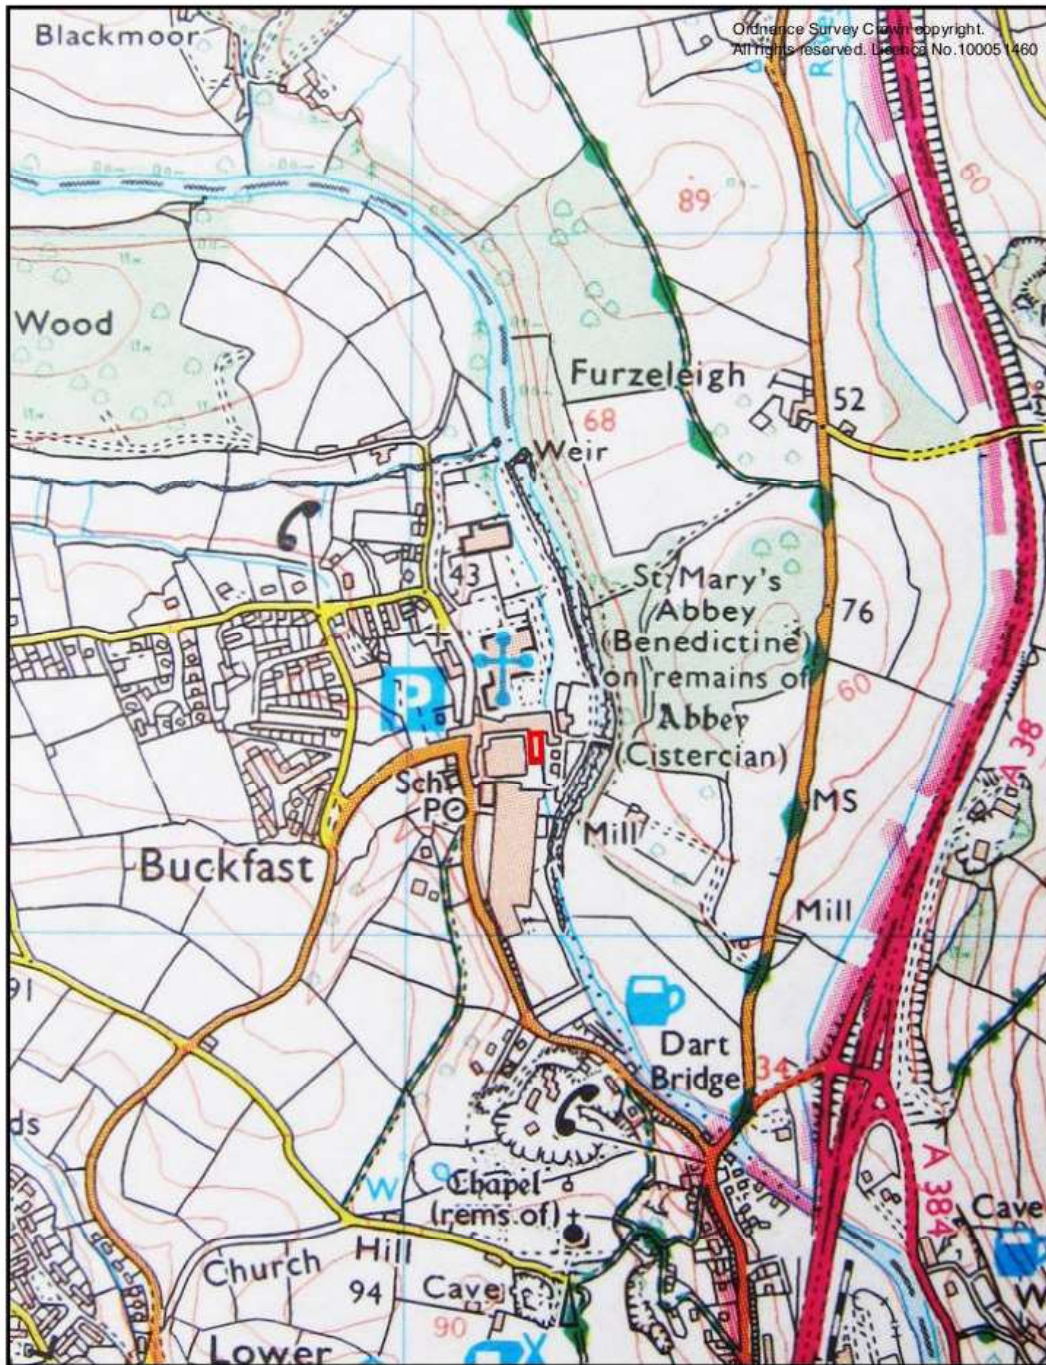 Blackmoor
Ordnance Survey Crown copyright.
All rights reserved. Licence No.100051460
60
89
Wood
Furzeleigh
52
68
Weir
43
St Mary's
Abbey
(Benedictine)
on remains of
Abbey
(Cistercian)
76
60
P
A 38
Sch
PO
MS
Mill
Buckfast
Mill
91
Dart
Bridge
34
ds
W
Chapel
(rems of)
A 384
Cave
Church Hill
94
Cave
90
W
Lower